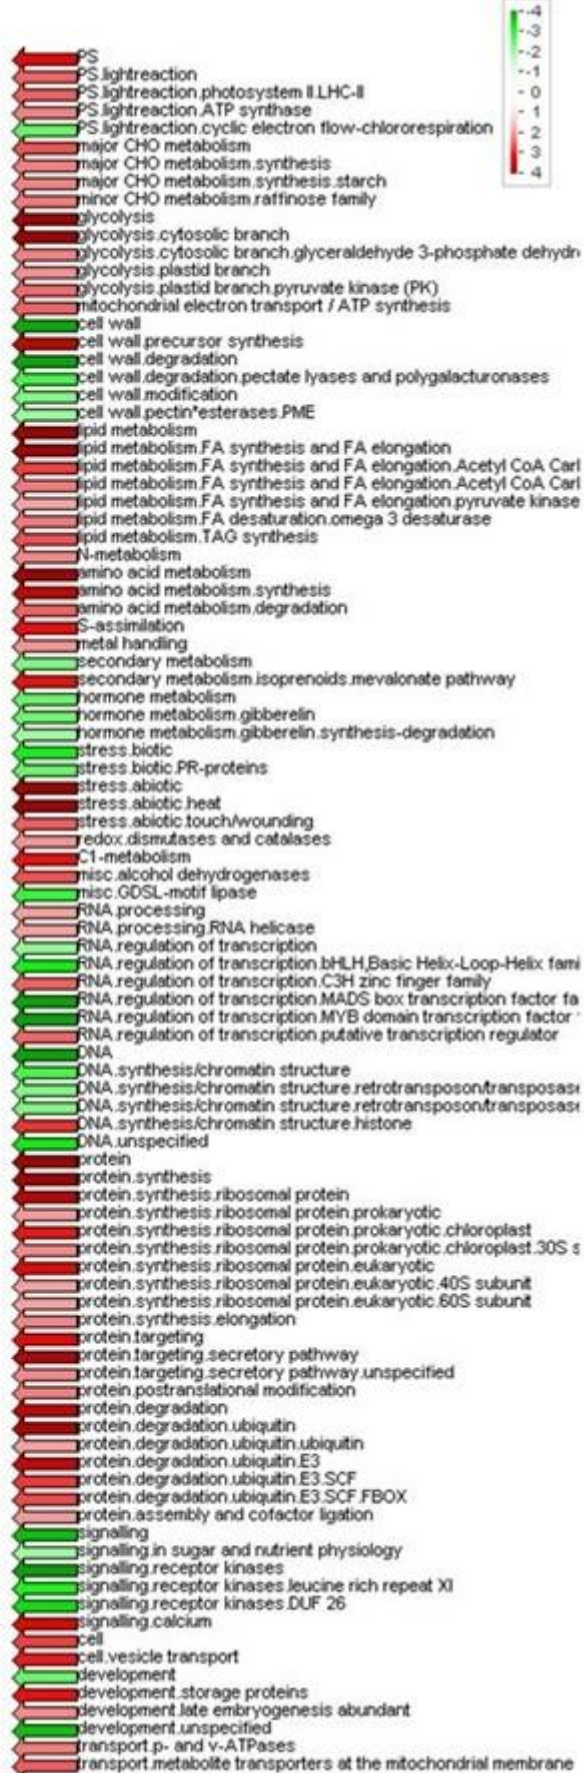 -4
-3
-2
-1
0
1
2
3
4
PS
PS.lightreaction
PS.lightreaction.photosystem II.LHC-II
PS.lightreaction.ATP synthase
PS.lightreaction.cyclic electron flow-chlororespiration
major CHO metabolism
major CHO metabolism.synthesis
major CHO metabolism.synthesis.starch
minor CHO metabolism.raffinose family
glycolysis
glycolysis.cytosolic branch
glycolysis.cytosolic branch.glyceraldehyde 3-phosphate dehydr
glycolysis.plastid branch
glycolysis.plastid branch.pyruvate kinase (PK)
mitochondrial electron transport / ATP synthesis
cell wall
cell wall.precursor synthesis
cell wall.degradation
cell wall.degradation.pectate lyases and polygalacturonases
cell wall.modification
cell wall.pectin*esterases.PME
lipid metabolism
lipid metabolism.FA synthesis and FA elongation
lipid metabolism.FA synthesis and FA elongation.Acetyl CoA Carl
lipid metabolism.FA synthesis and FA elongation.Acetyl CoA Carl
lipid metabolism.FA synthesis and FA elongation.pyruvate kinase
lipid metabolism.FA desaturation.omega 3 desaturase
lipid metabolism.TAG synthesis
N-metabolism
amino acid metabolism
amino acid metabolism.synthesis
amino acid metabolism.degradation
S-assimilation
metal handling
secondary metabolism
secondary metabolism.isoprenoids.mevalonate pathway
hormone metabolism
hormone metabolism.gibberelin
hormone metabolism.gibberelin.synthesis-degradation
stress.biotic
stress.biotic.PR-proteins
stress.abiotic
stress.abiotic.heat
stress.abiotic.touch/wounding
redox.dismutases and catalases
C1-metabolism
misc.alcohol dehydrogenases
misc.GDSL-motif lipase
RNA.processing
RNA.processing.RNA helicase
RNA.regulation of transcription
RNA.regulation of transcription.bHLH,Basic Helix-Loop-Helix fami
RNA.regulation of transcription.C3H zinc finger family
RNA.regulation of transcription.MADS box transcription factor fa
RNA.regulation of transcription.MYB domain transcription factor
RNA.regulation of transcription.putative transcription regulator
DNA
DNA.synthesis/chromatin structure
DNA.synthesis/chromatin structure.retrotransposon/transposase
DNA.synthesis/chromatin structure.retrotransposon/transposase
DNA.synthesis/chromatin structure.histone
DNA.unspecified
protein
protein.synthesis
protein.synthesis.ribosomal protein
protein.synthesis.ribosomal protein.prokaryotic
protein.synthesis.ribosomal protein.prokaryotic.chloroplast
protein.synthesis.ribosomal protein.prokaryotic.chloroplast.30S s
protein.synthesis.ribosomal protein.eukaryotic
protein.synthesis.ribosomal protein.eukaryotic.40S subunit
protein.synthesis.ribosomal protein.eukaryotic.60S subunit
protein.synthesis.elongation
protein.targeting
protein.targeting.secretory pathway
protein.targeting.secretory pathway.unspecified
protein.postranslational modification
protein.degradation
protein.degradation.ubiquitin
protein.degradation.ubiquitin.ubiquitin
protein.degradation.ubiquitin.E3
protein.degradation.ubiquitin.E3.SCF
protein.degradation.ubiquitin.E3.SCF.FBOX
protein.assembly and cofactor ligation
signalling
signalling.in sugar and nutrient physiology
signalling.receptor kinases
signalling.receptor kinases.leucine rich repeat XI
signalling.receptor kinases.DUF 26
signalling.calcium
cell
cell.vesicle transport
development
development.storage proteins
development.late embryogenesis abundant
development.unspecified
transport.p- and v-ATPases
transport.metabolite transporters at the mitochondrial membrane